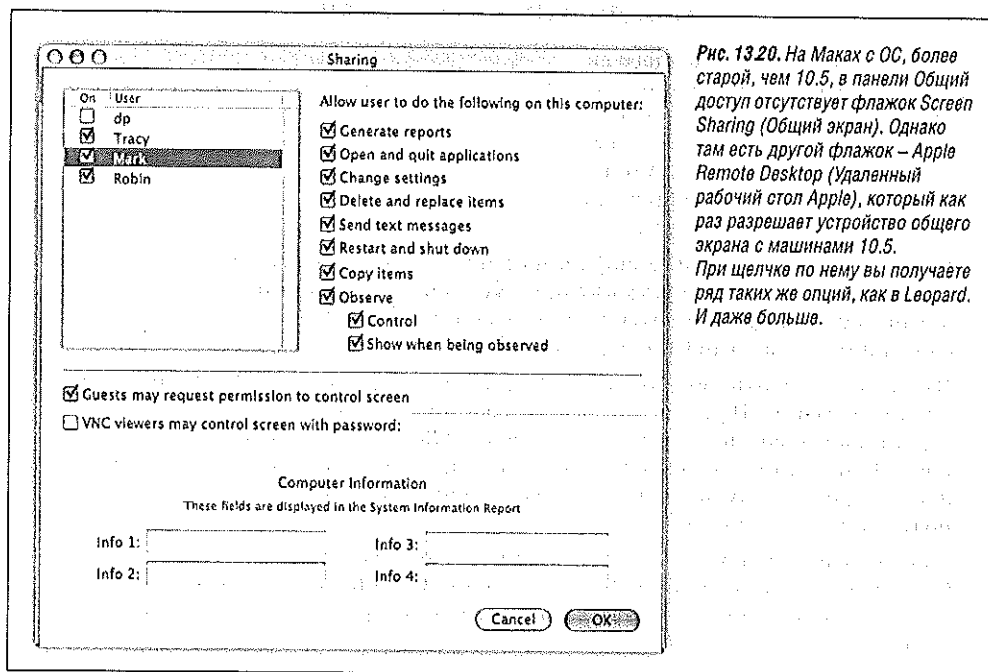 Sharing
On User
dp
Tracy
Mark
Robin
Allow user to do the following on this computer:
Generate reports
Open and quit applications
Change settings
Delete and replace items
Send text messages
Restart and shut down
Copy items
Observe
Control
Show when being observed
Guests may request permission to control screen
VNC viewers may control screen with password:
Computer Information
These fields are displayed in the System Information Report
Info 1:
Info 3:
Info 2:
Info 4:
Cancel
OK
Рис. 13.20. На Маках с ОС, более
старой, чем 10.5, в панели Общий
доступ отсутствует флажок Screen
Sharing (Общий экран). Однако
там есть другой флажок – Apple
Remote Desktop (Удаленный
рабочий стол Apple), который как
раз разрешает устройство общего
экрана с машинами 10.5.
При щелчке по нему вы получаете
ряд таких же опций, как в Leopard.
И даже больше.